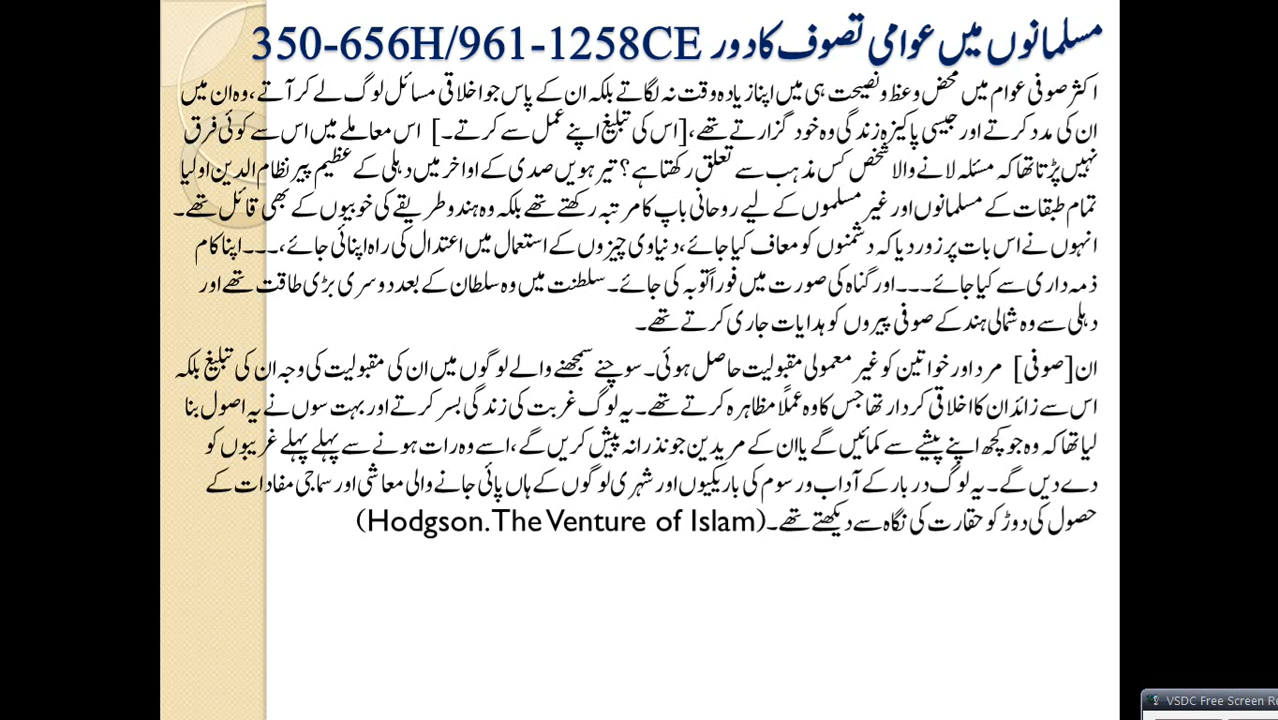 مسلمانوں میں عوامی تصوف کا دور 350-656H/961-1258CE
اکثر صوفی عوام میں محض وعظ و نصیحت ہی میں اپنا زیادہ وقت نہ لگاتے بلکہ ان کے پاس جو اخلاقی مسائل لوگ لے کر آتے، وہ ان میں
ان کی مدد کرتے اور جیسی پاکیزہ زندگی وہ خود گزارتے تھے، [اس کی تبلیغ اپنے عمل سے کرتے۔] اس معاملے میں اس سے کوئی فرق
نہیں پڑتا تھا کہ مسئلہ لانے والا شخص کس مذہب سے تعلق رکھتا ہے؟ تیرہویں صدی کے اواخر میں دہلی کے عظیم پیر نظام الدین اولیا
تمام طبقات کے مسلمانوں اور غیر مسلموں کے لیے روحانی باپ کا مرتبہ رکھتے تھے بلکہ وہ ہندو طریقے کی خوبیوں کے بھی قائل تھے۔
انہوں نے اس بات پر زور دیا کہ دشمنوں کو معاف کیا جائے، دنیاوی چیزوں کے استعمال میں اعتدال کی راہ اپنائی جائے،۔۔۔ اپنا کام
ذمہ داری سے کیا جائے۔۔۔ اور گناہ کی صورت میں فوراً توبہ کی جائے۔ سلطنت میں وہ سلطان کے بعد دوسری بڑی طاقت تھے اور
دہلی سے وہ شمالی ہند کے صوفی پیروں کو ہدایات جاری کرتے تھے۔
ان [صوفی] مرد اور خواتین کو غیر معمولی مقبولیت حاصل ہوئی۔ سوچنے سمجھنے والے لوگوں میں ان کی مقبولیت کی وجہ ان کی تبلیغ بلکہ
اس سے زائد ان کا اخلاقی کردار تھا جس کا وہ عملاً مظاہرہ کرتے تھے۔ یہ لوگ غربت کی زندگی بسر کرتے اور بہت سوں نے یہ اصول بنا
لیا تھا کہ وہ جو کچھ اپنے پیشے سے کمائیں گے یا ان کے مریدین جو نذرانہ پیش کریں گے، اسے وہ رات ہونے سے پہلے پہلے غریبوں کو
دے دیں گے۔ یہ لوگ دربار کے آداب و رسوم کی باریکیوں اور شہری لوگوں کے ہاں پائی جانے والی معاشی اور سماجی مفادات کے
حصول کی دوڑ کو حقارت کی نگاہ سے دیکھتے تھے۔ (Hodgson. The Venture of Islam)